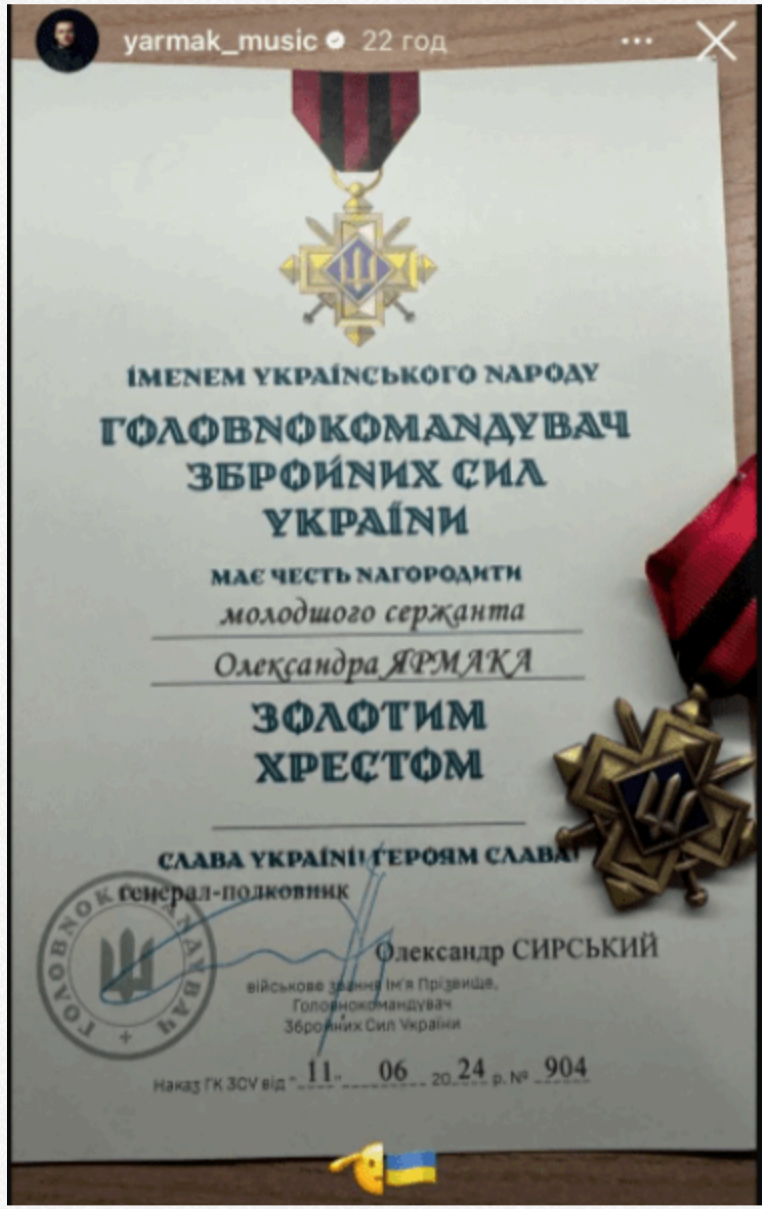 yarmak_music 22 год
ІМЕНЕМ УКРАЇНСЬКОГО НАРОДУ
ГОЛОВНОКОМАНДУВАЧ
ЗБРОЙНИХ СИЛ
УКРАЇНИ
МАЄ ЧЕСТЬ НАГОРОДИТИ
молодшого сержанта
Олександра ЯРМАКА
ЗОЛОТИМ
ХРЕСТОМ
СЛАВА УКРАЇНІ! ГЕРОЯМ СЛАВА!
генерал-полковник
ГОЛОВНОКОМАНДУВАЧ
Олександр СИРСЬКИЙ
військове звання Ім'я Прізвище,
Головнокомандувач
Збройних Сил України
Наказ ГК ЗСУ від "11" 06 2024 р. № 904